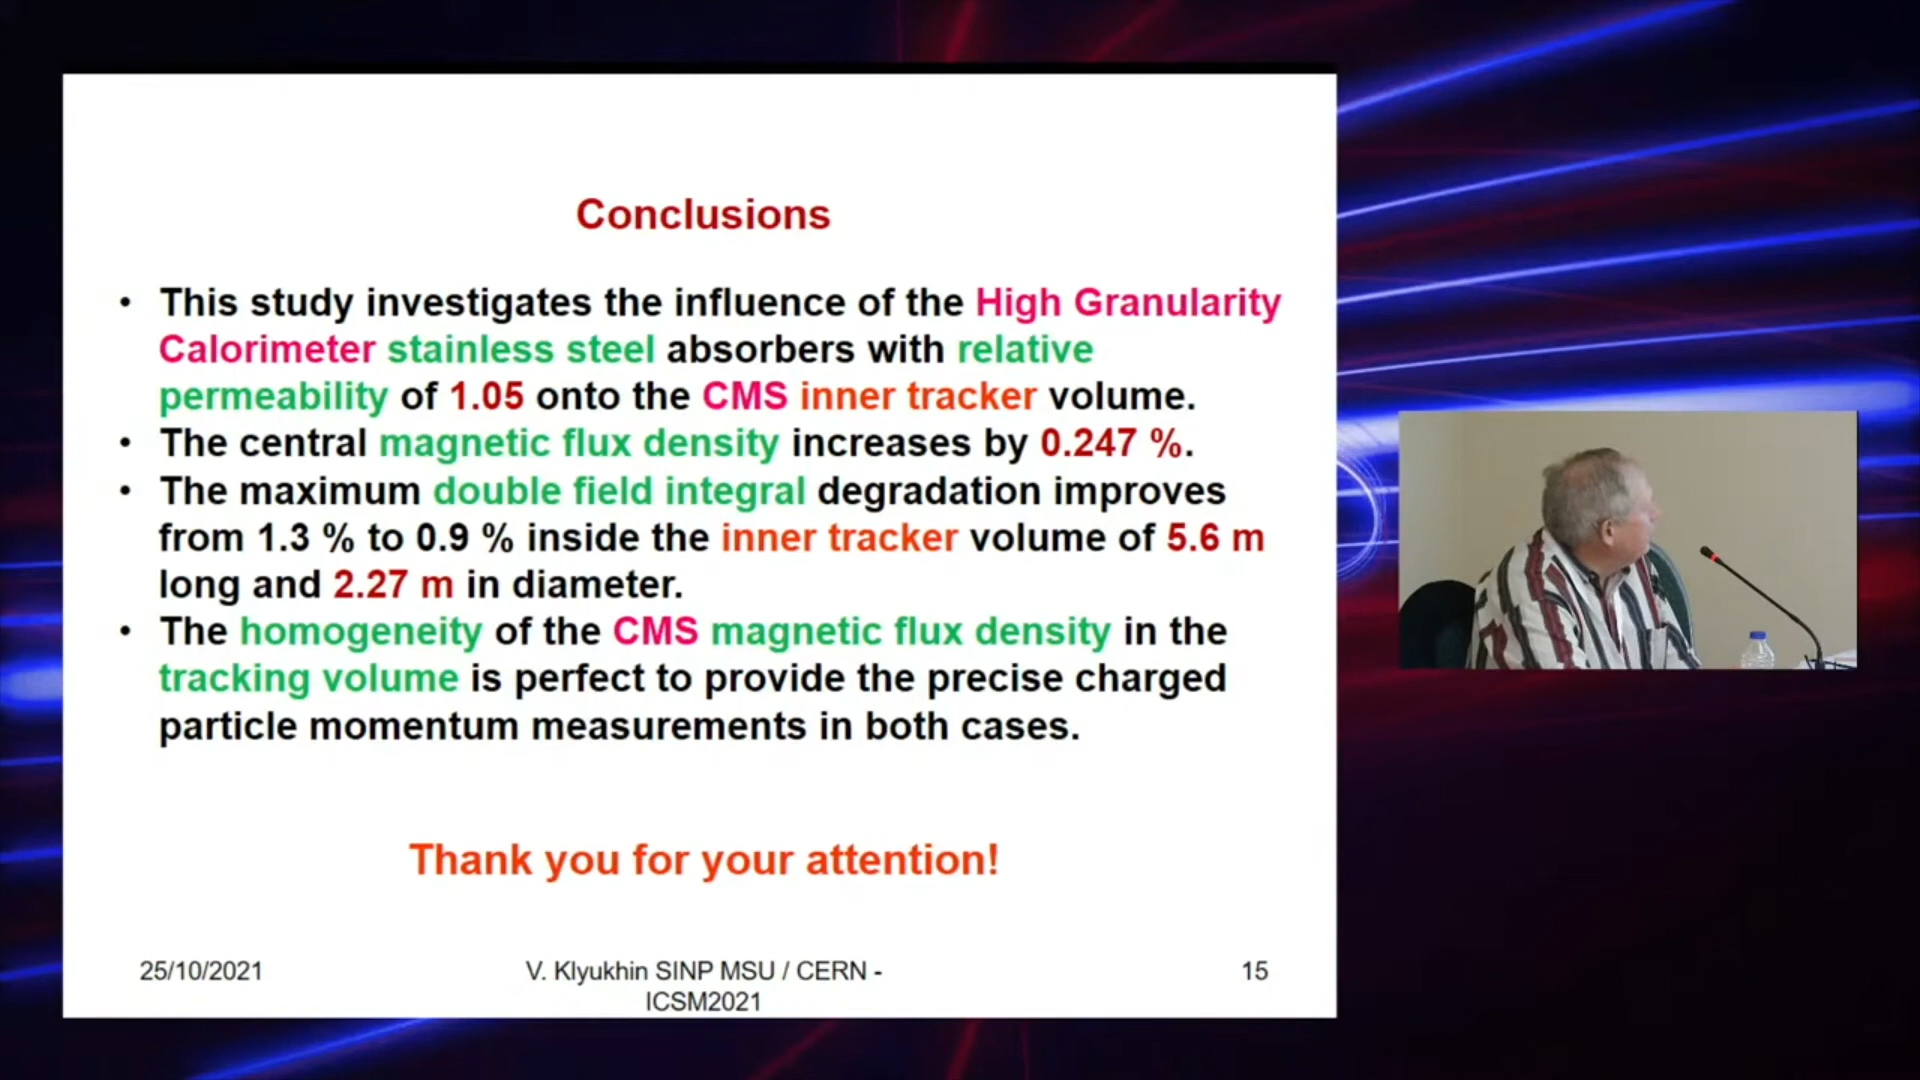 Conclusions
• This study investigates the influence of the High Granularity
Calorimeter stainless steel absorbers with relative
permeability of 1.05 onto the CMS inner tracker volume.
• The central magnetic flux density increases by 0.247 %.
• The maximum double field integral degradation improves
from 1.3 % to 0.9 % inside the inner tracker volume of 5.6 m
long and 2.27 m in diameter.
• The homogeneity of the CMS magnetic flux density in the
tracking volume is perfect to provide the precise charged
particle momentum measurements in both cases.
Thank you for your attention!
25/10/2021
V. Klyukhin SINP MSU / CERN -
ICSM2021
15